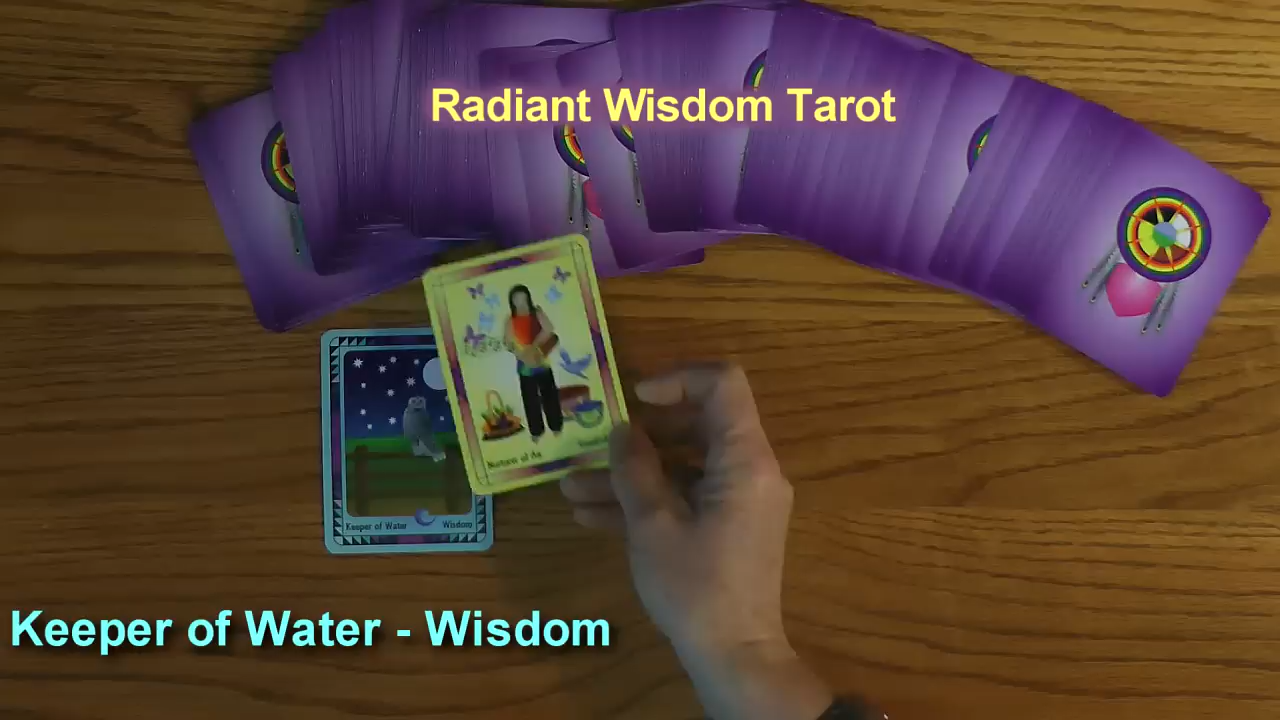 Radiant Wisdom Tarot
Keeper of Water
Wisdom
Keeper of Water - Wisdom